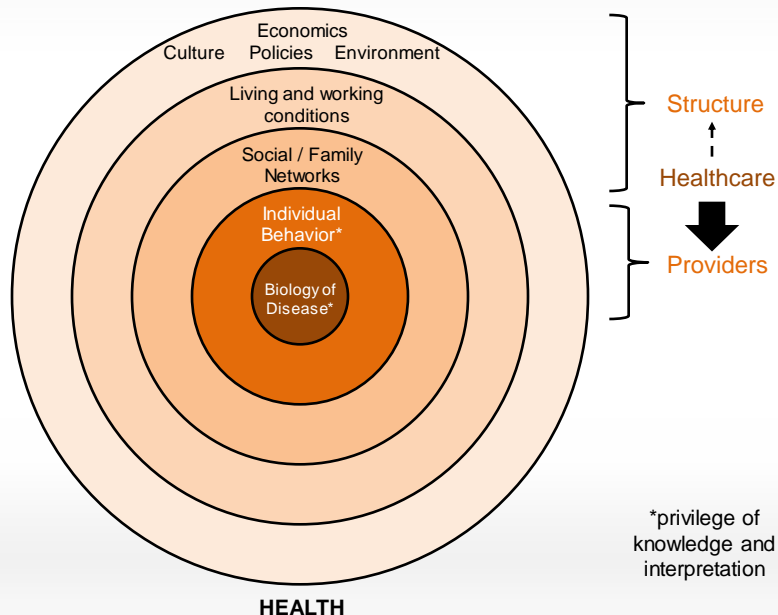 Economics
Culture Policies Environment
Living and working
conditions
Social / Family
Networks
Individual
Behavior*
Biology of
Disease*
Structure
Healthcare
Providers
*privilege of
knowledge and
interpretation
HEALTH